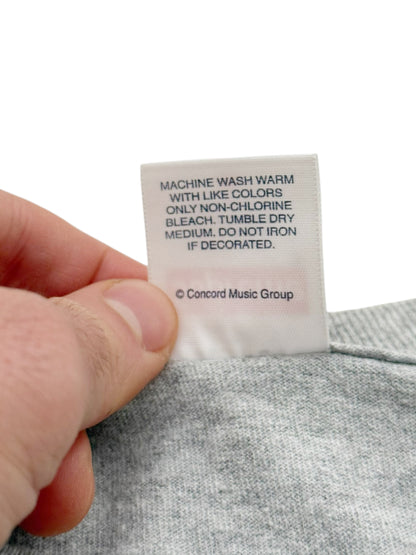 MACHINE WASH WARM
WITH LIKE COLORS
ONLY NON-CHLORINE
BLEACH. TUMBLE DRY
MEDIUM. DO NOT IRON
IF DECORATED.
© Concord Music Group